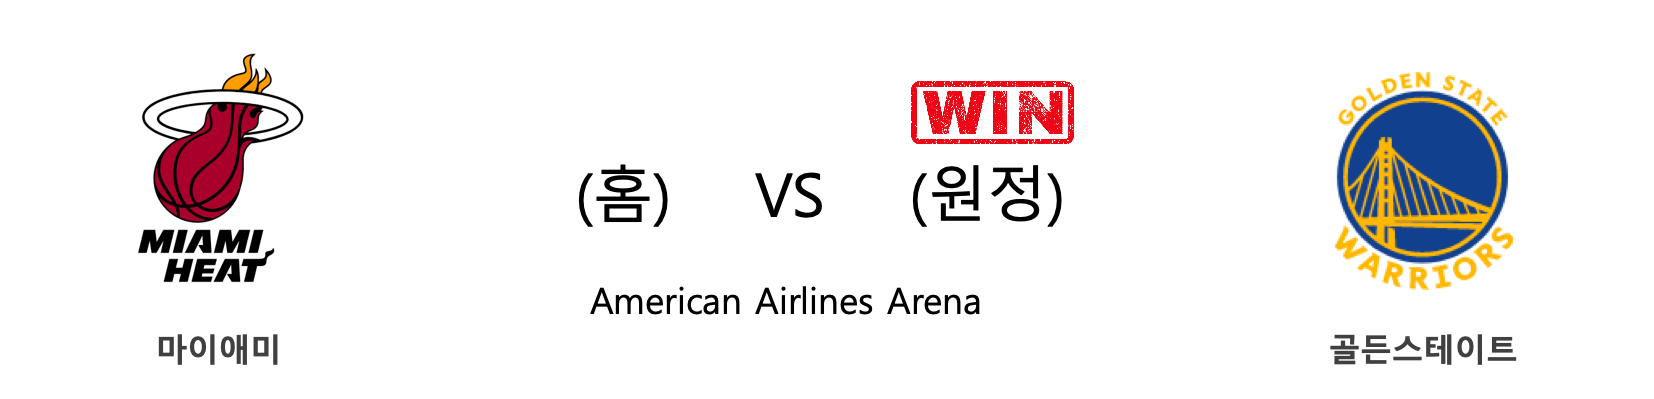 MIAMI
HEAT
마이애미
WIN
(홈) VS (원정)
American Airlines Arena
GOLDEN STATE
WARRIORS
골든스테이트